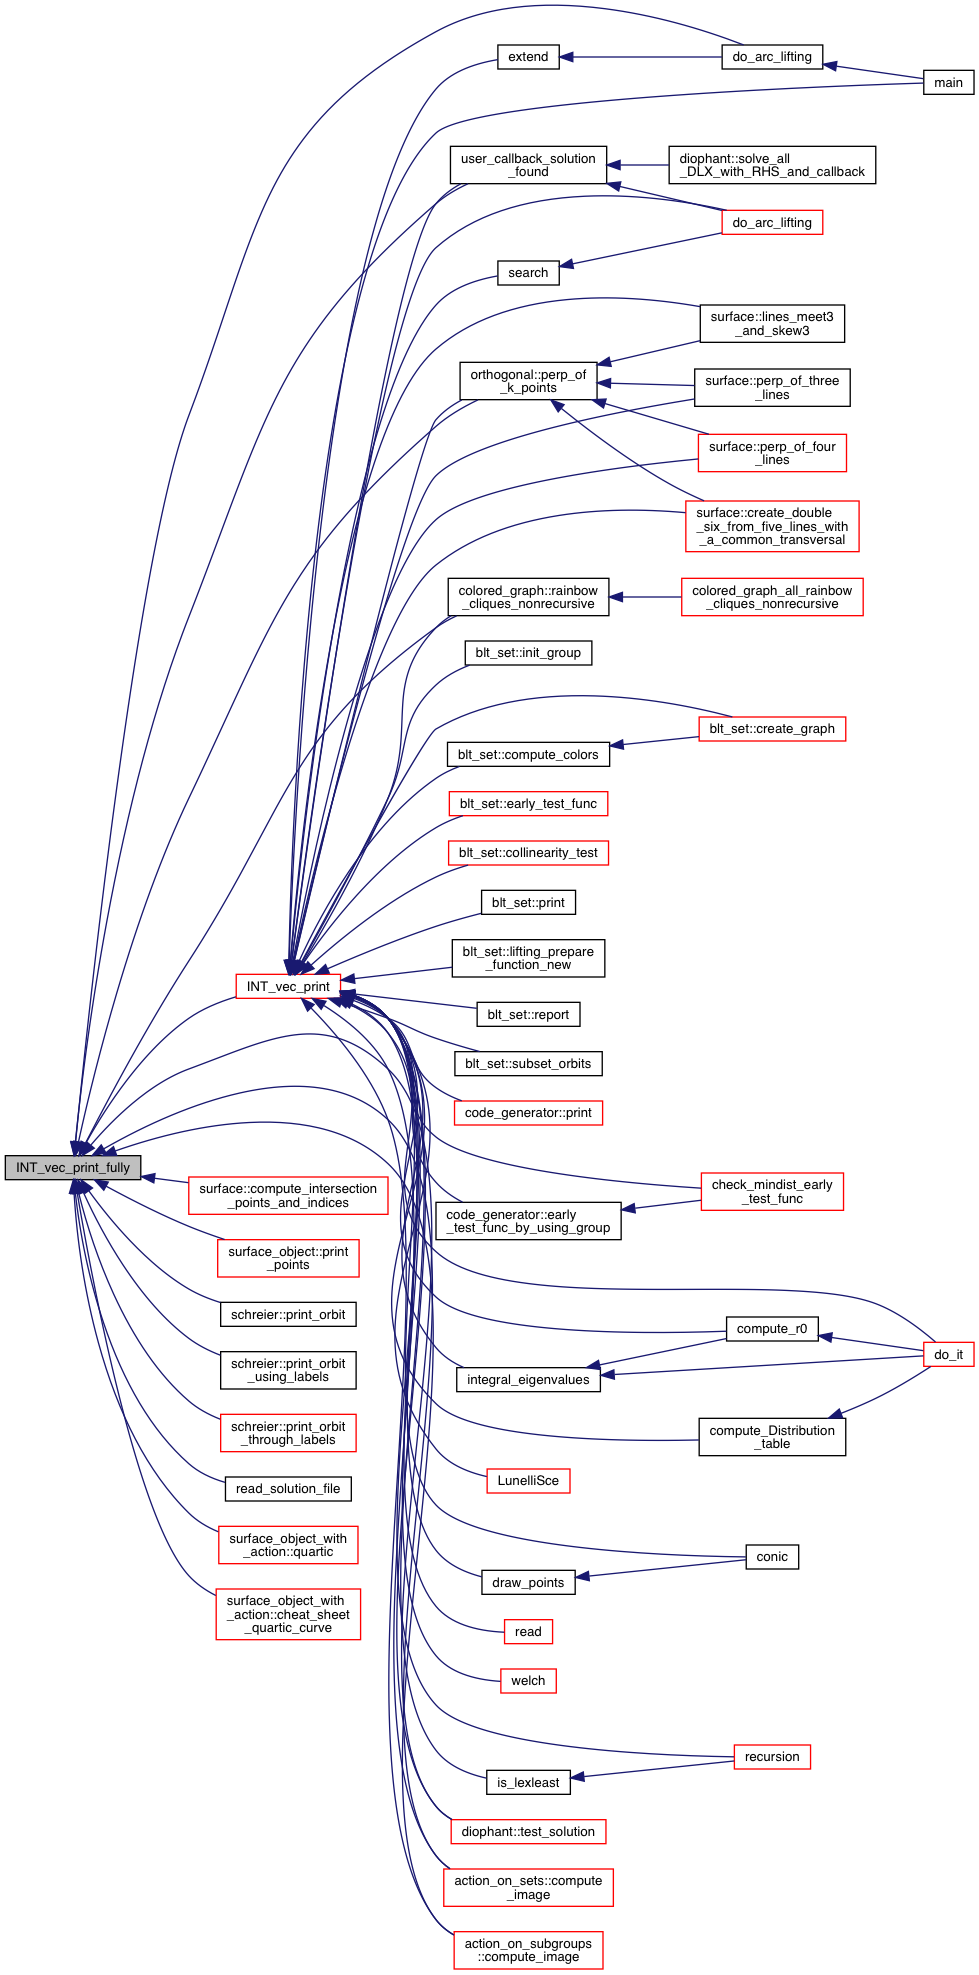 extend
do_arc_lifting
main
user_callback_solution
_found
diophant::solve_all
_DLX_with_RHS_and_callback
do_arc_lifting
search
surface::lines_meet3
_and_skew3
orthogonal::perp_of
_k_points
surface::perp_of_three
_lines
surface::perp_of_four
_lines
surface::create_double
_six_from_five_lines_with
_a_common_transversal
colored_graph::rainbow
_cliques_nonrecursive
colored_graph_all_rainbow
_cliques_nonrecursive
blt_set::init_group
blt_set::create_graph
blt_set::compute_colors
blt_set::early_test_func
blt_set::collinearity_test
blt_set::print
blt_set::lifting_prepare
_function_new
INT_vec_print
blt_set::report
blt_set::subset_orbits
code_generator::print
INT_vec_print_fully
surface::compute_intersection
_points_and_indices
check_mindist_early
_test_func
code_generator::early
_test_func_by_using_group
surface_object::print
_points
schreier::print_orbit
compute_r0
do_it
schreier::print_orbit
_using_labels
integral_eigenvalues
schreier::print_orbit
_through_labels
compute_Distribution
_table
LunelliSce
read_solution_file
surface_object_with
_action::quartic
conic
draw_points
surface_object_with
_action::cheat_sheet
_quartic_curve
read
welch
recursion
is_lexleast
diophant::test_solution
action_on_sets::compute
_image
action_on_subgroups
::compute_image